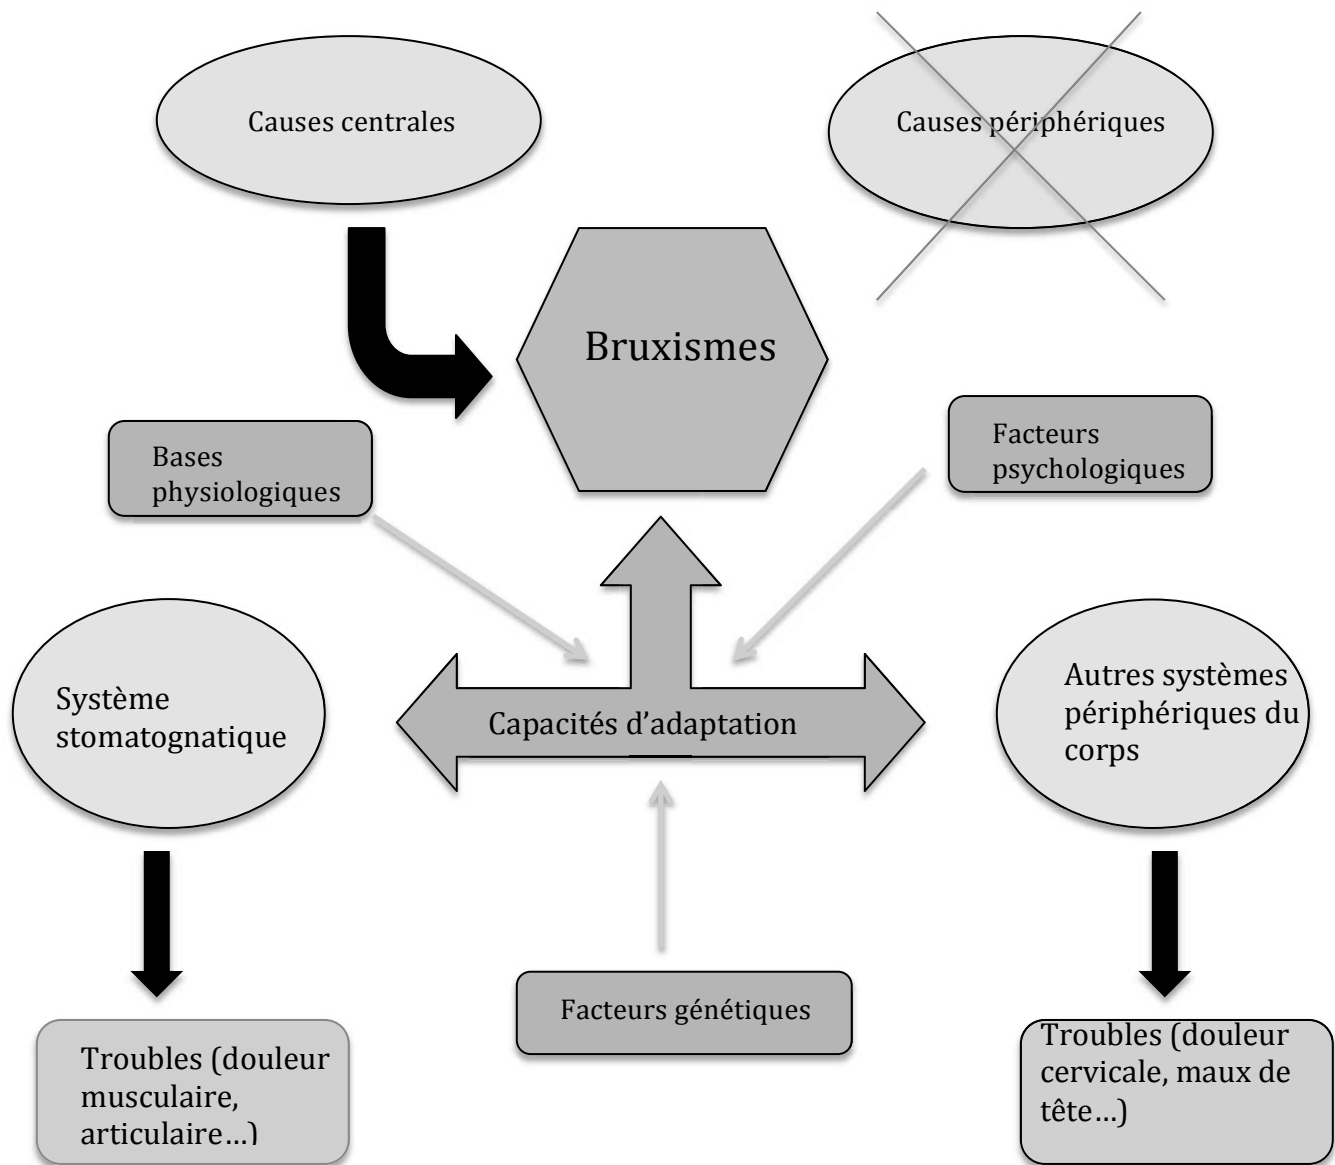 Causes centrales
Causes périphériques
Bruxismes
Bases
physiologiques
Facteurs
psychologiques
Système
stomatognatique
Capacités d’adaptation
Autres systèmes
périphériques du
corps
Facteurs génétiques
Troubles (douleur
musculaire,
articulaire…)
Troubles (douleur
cervicale, maux de
tête…)